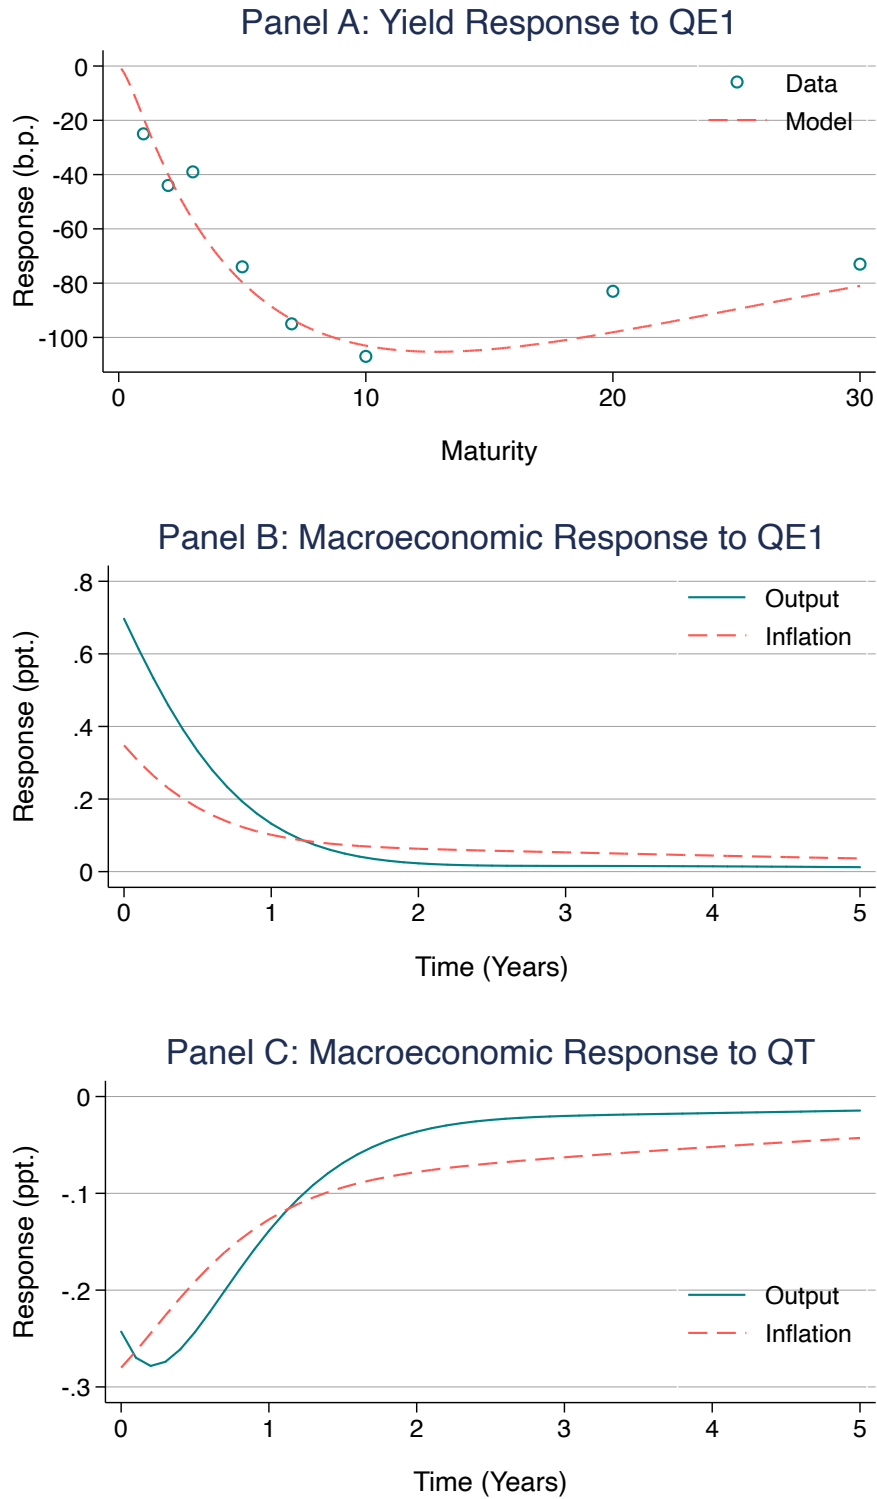 Panel A: Yield Response to QE1
Response (b.p.)
0
-20
-40
-60
-80
-100
Data
Model
0 10 20 30
Maturity
Panel B: Macroeconomic Response to QE1
Response (ppt.)
.8
.6
.4
.2
0
Output
Inflation
0 1 2 3 4 5
Time (Years)
Panel C: Macroeconomic Response to QT
Response (ppt.)
0
-.1
-.2
-.3
Output
Inflation
0 1 2 3 4 5
Time (Years)